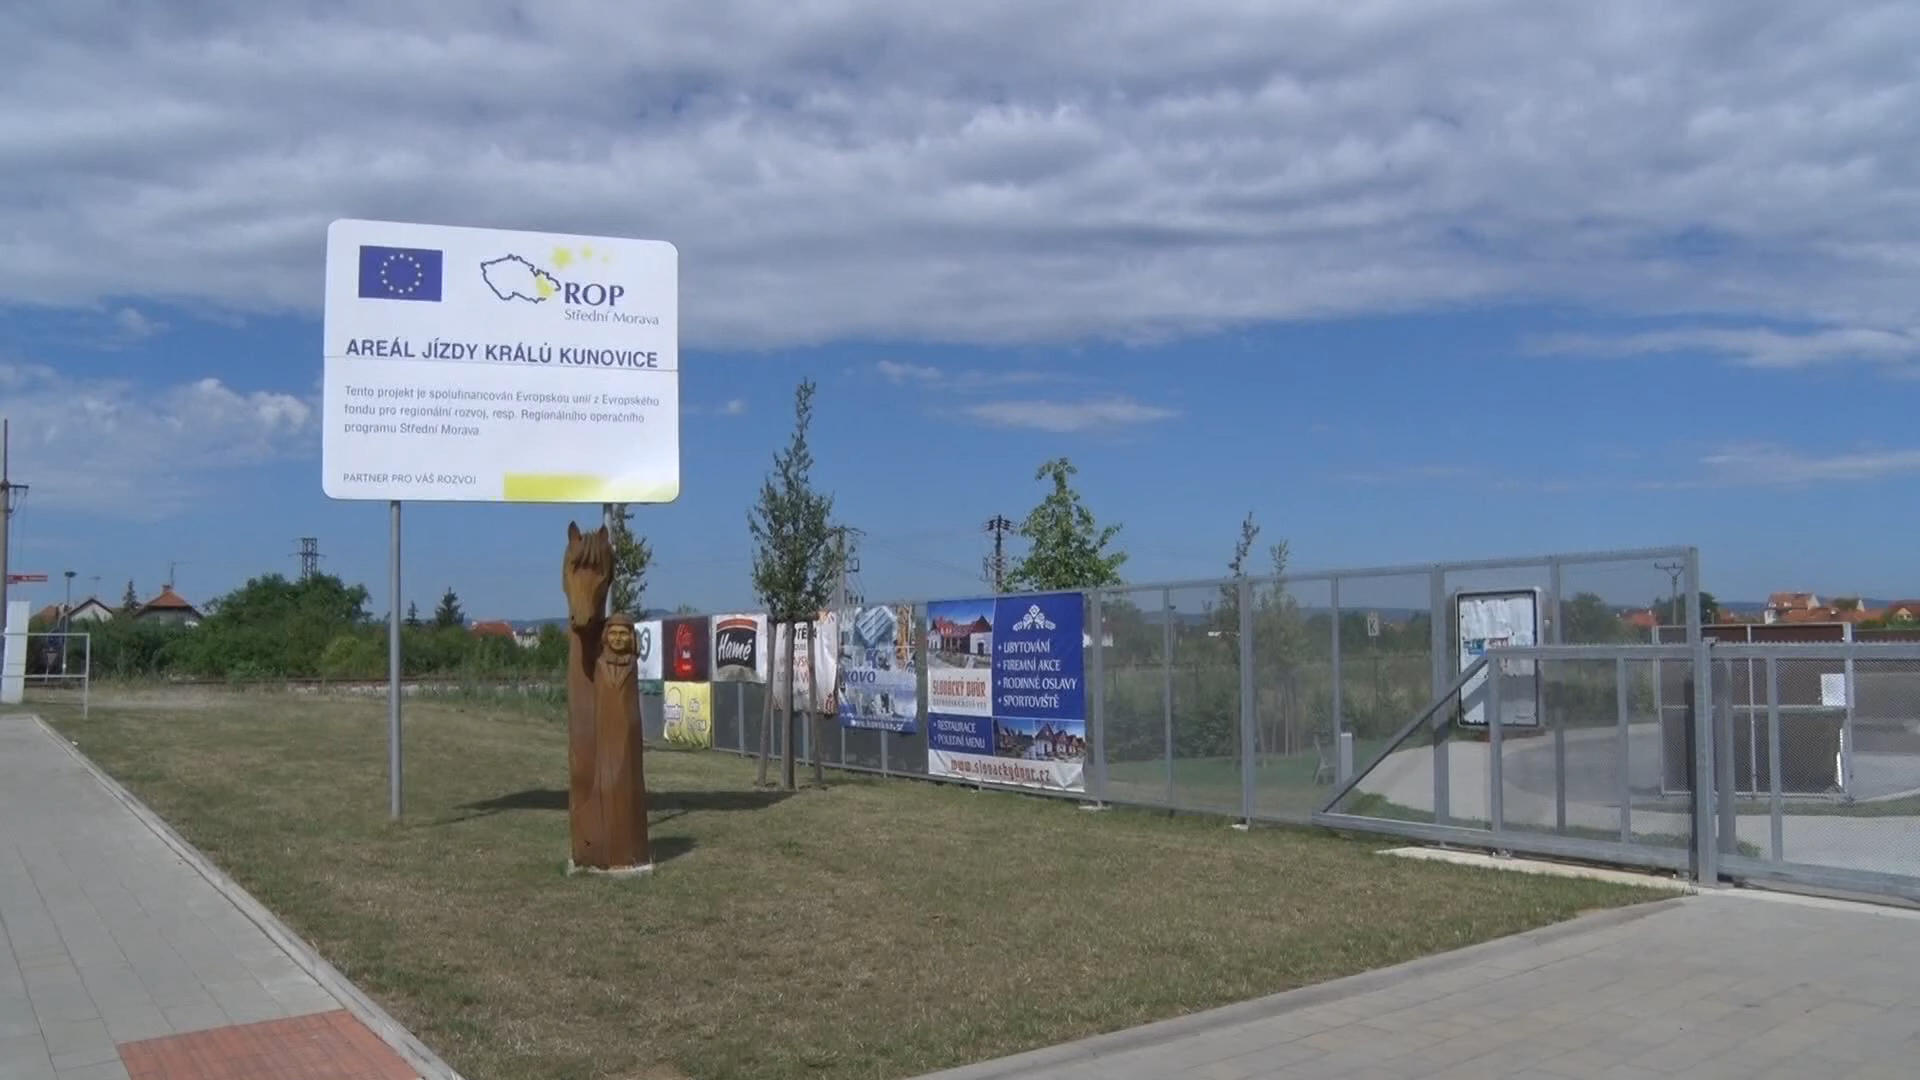 ROP
Střední Morava
AREÁL JÍZDY KRÁLŮ KUNOVICE
Tento projekt je spolufinancován Evropskou unií z Evropského
fondu pro regionální rozvoj, resp. Regionálního operačního
programu Střední Morava.
PARTNER PRO VÁŠ ROZVOJ
Hamé
KOVO
SLOVÁCKÝ DVŮR
+ UBYTOVÁNÍ
+ FIREMNÍ AKCE
+ RODINNÉ OSLAVY
+ SPORTOVIŠTĚ
+ RESTAURACE
+ POLEDNÍ MENU
www.slovackydvur.cz
K